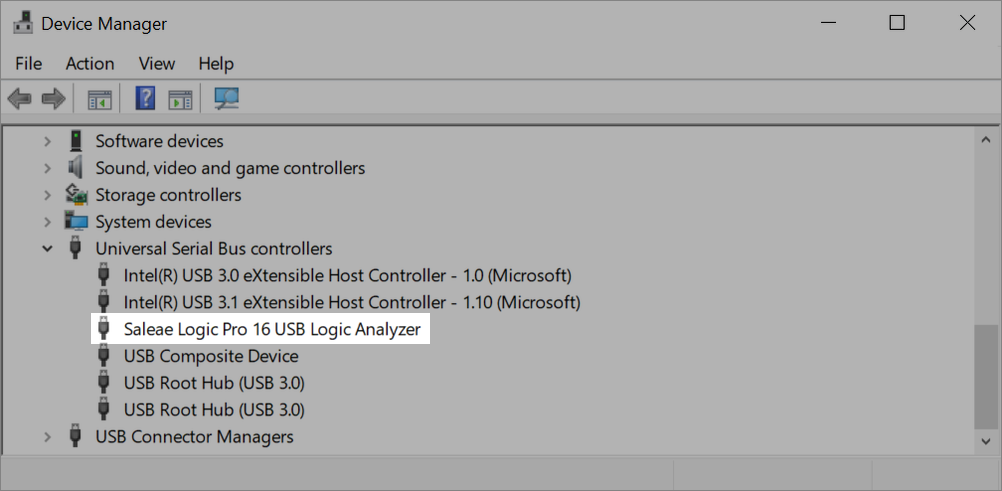 Device Manager
File Action View Help
Software devices
Sound, video and game controllers
Storage controllers
System devices
Universal Serial Bus controllers
Intel(R) USB 3.0 eXtensible Host Controller - 1.0 (Microsoft)
Intel(R) USB 3.1 eXtensible Host Controller - 1.10 (Microsoft)
Saleae Logic Pro 16 USB Logic Analyzer
USB Composite Device
USB Root Hub (USB 3.0)
USB Root Hub (USB 3.0)
USB Connector Managers